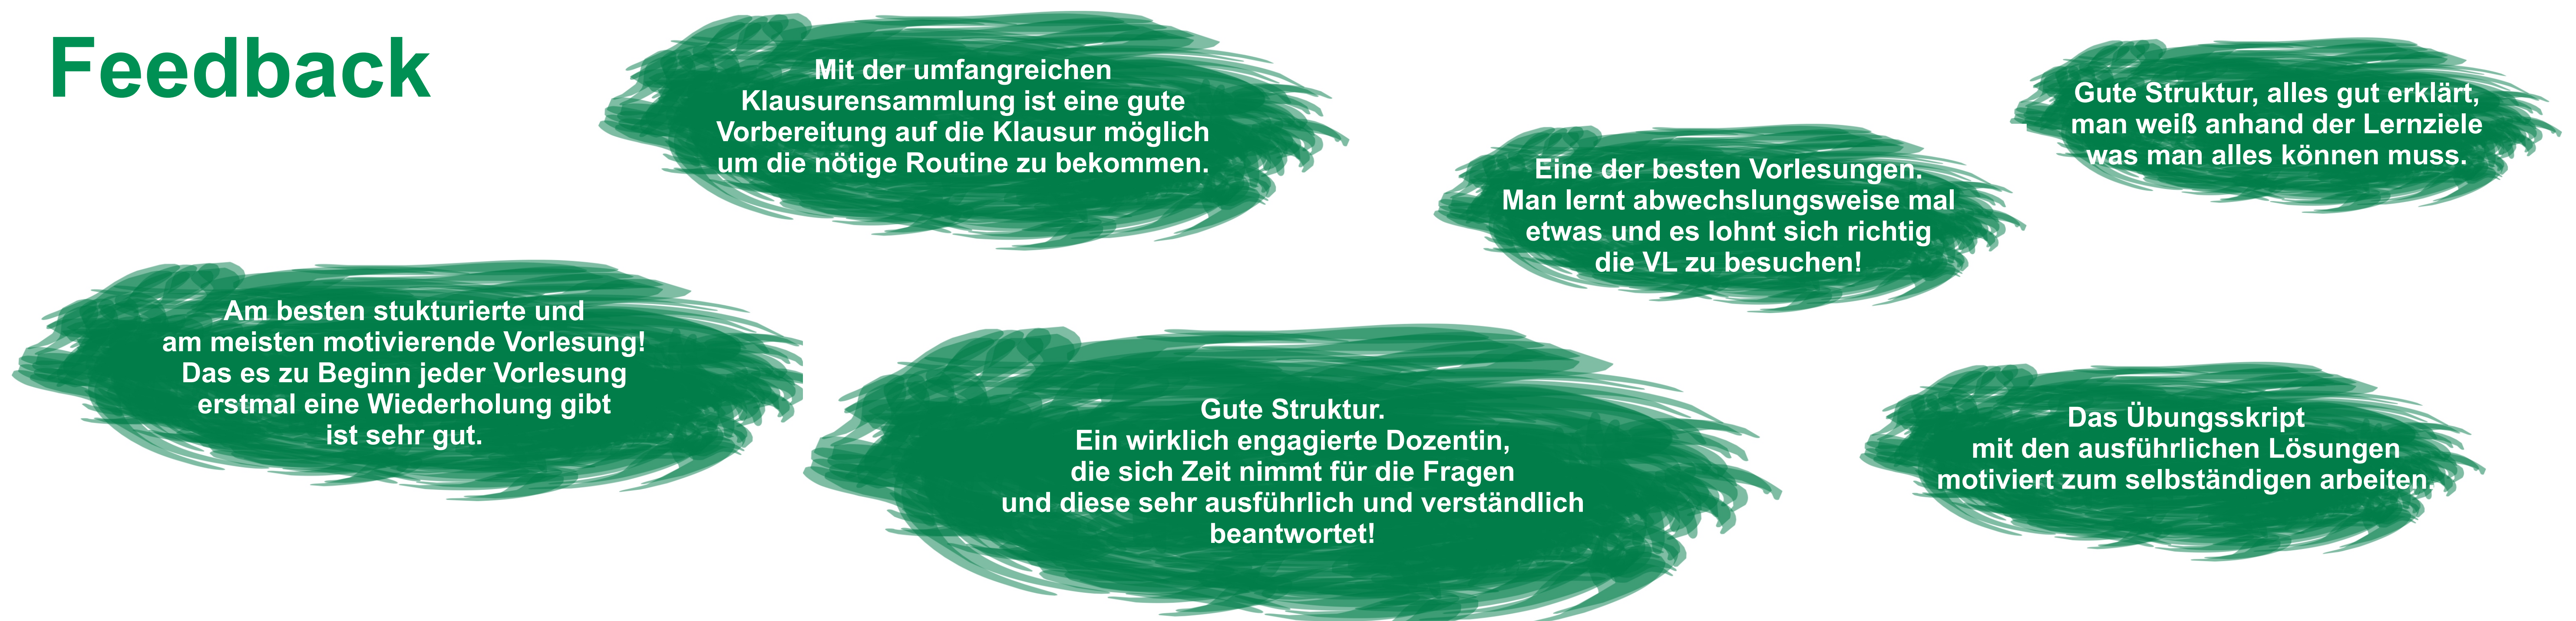 Feedback
Mit der umfangreichen
Klausurensammlung ist eine gute
Vorbereitung auf die Klausur möglich
um die nötige Routine zu bekommen.
Gute Struktur, alles gut erklärt,
man weiß anhand der Lernziele
was man alles können muss.
Eine der besten Vorlesungen.
Man lernt abwechslungsweise mal
etwas und es lohnt sich richtig
die VL zu besuchen!
Am besten stukturierte und
am meisten motivierende Vorlesung!
Das es zu Beginn jeder Vorlesung
erstmal eine Wiederholung gibt
ist sehr gut.
Gute Struktur.
Ein wirklich engagierte Dozentin,
die sich Zeit nimmt für die Fragen
und diese sehr ausführlich und verständlich
beantwortet!
Das Übungsskript
mit den ausführlichen Lösungen
motiviert zum selbständigen arbeiten.